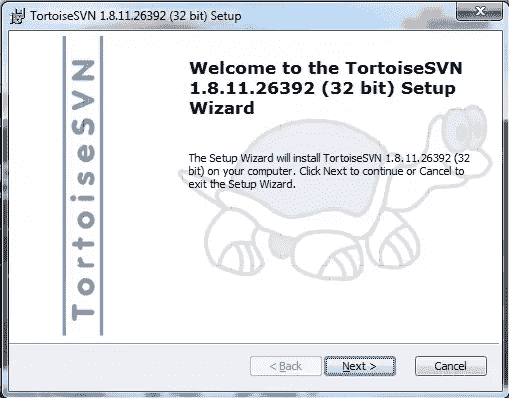 TortoiseSVN 1.8.11.26392 (32 bit) Setup
TortoiseSVN
Welcome to the TortoiseSVN
1.8.11.26392 (32 bit) Setup
Wizard
The Setup Wizard will install TortoiseSVN 1.8.11.26392 (32
bit) on your computer. Click Next to continue or Cancel to
exit the Setup Wizard.
< Back
Next >
Cancel